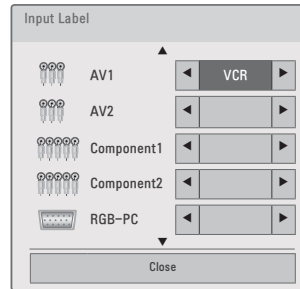 Input Label
AV1 VCR
AV2
Component1
Component2
RGB-PC
Close